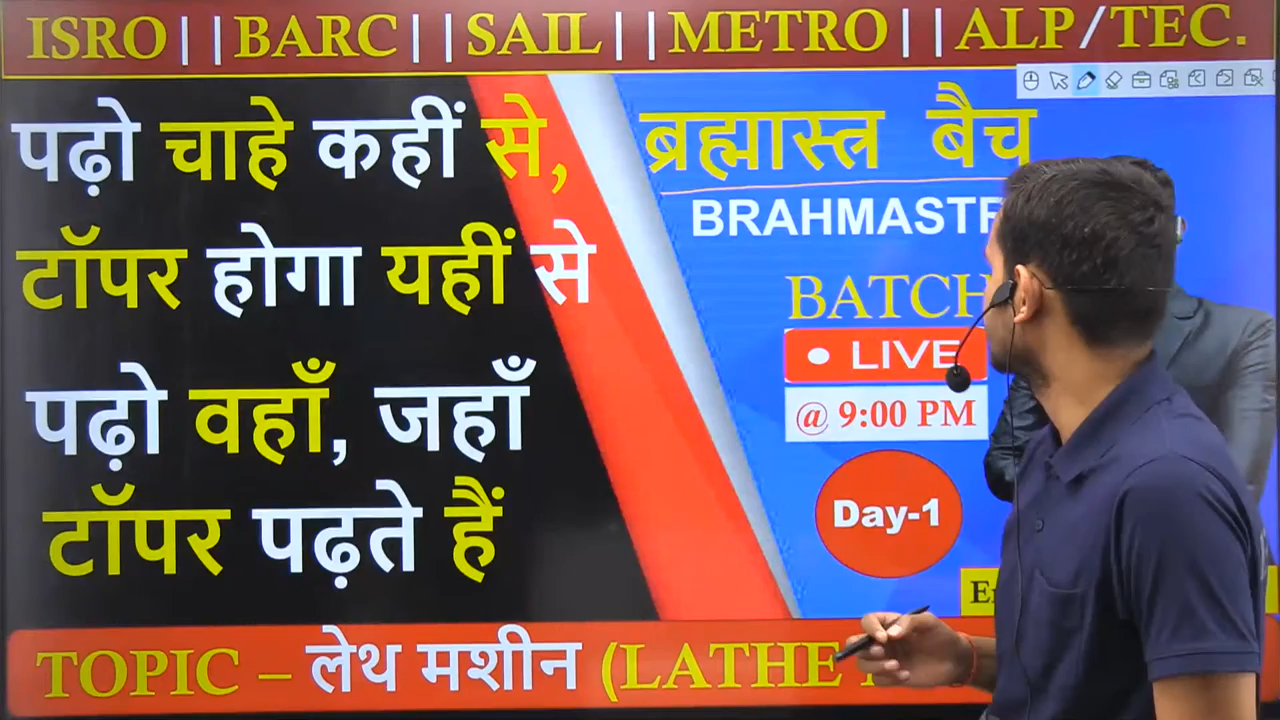 ISRO||BARC||SAIL||METRO||ALP/TEC.
पढ़ो चाहे कहीं से,
टॉपर होगा यहीं से
पढ़ो वहाँ, जहाँ
टॉपर पढ़ते हैं
ब्रह्मास्त्र बैच
BATCH
LIVE
@ 9:00 PM
Day-1
TOPIC – लेथ मशीन (LATHE